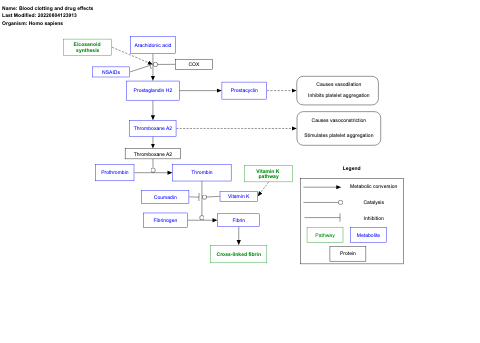 Name: Blood clotting and drug effects
Last Modified: 20220604123913
Organism: Homo sapiens
Eicosanoid
synthesis
Arachidonic acid
COX
NSAIDs
Prostaglandin H2
Prostacyclin
Causes vasodilation
Inhibits platelet aggregation
Thromboxane A2
Causes vasoconstriction
Stimulates platelet aggregation
Thromboxane A2
Prothrombin
Thrombin
Vitamin K
pathway
Coumadin
Vitamin K
Fibrinogen
Fibrin
Cross-linked fibrin
Legend
Metabolic conversion
Catalysis
Inhibition
Pathway
Metabolite
Protein